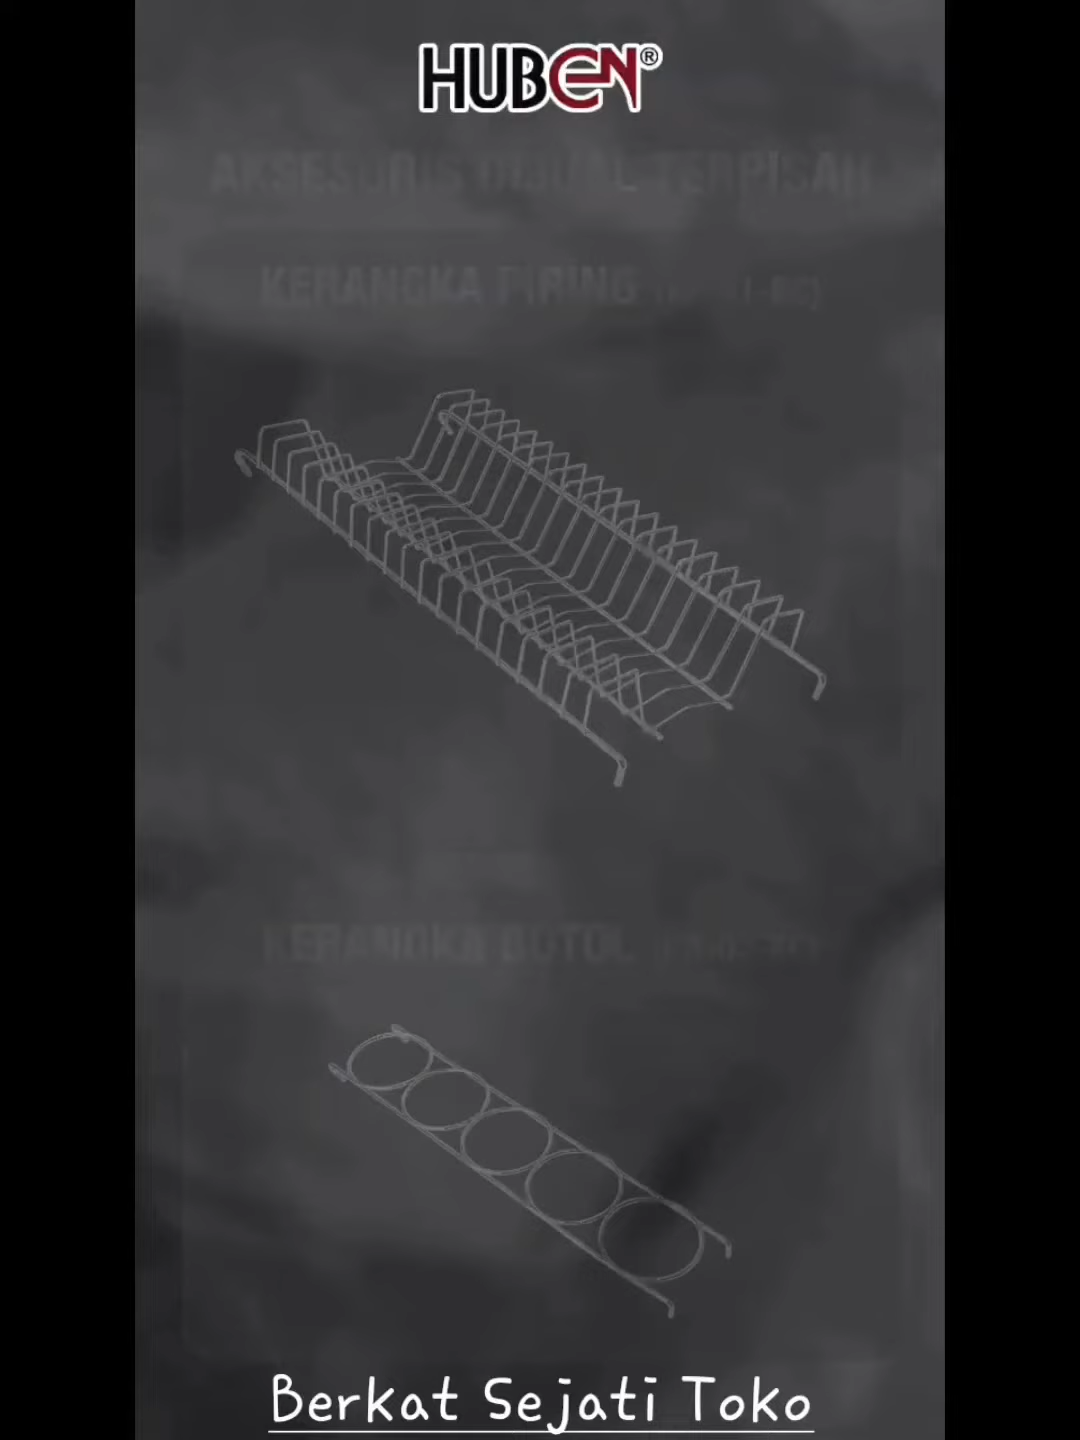 HUBEN®
AKSESORIS DIJUAL TERPISAH
KERANGKA PIRING
KERANGKA BOTOL
Berkat Sejati Toko